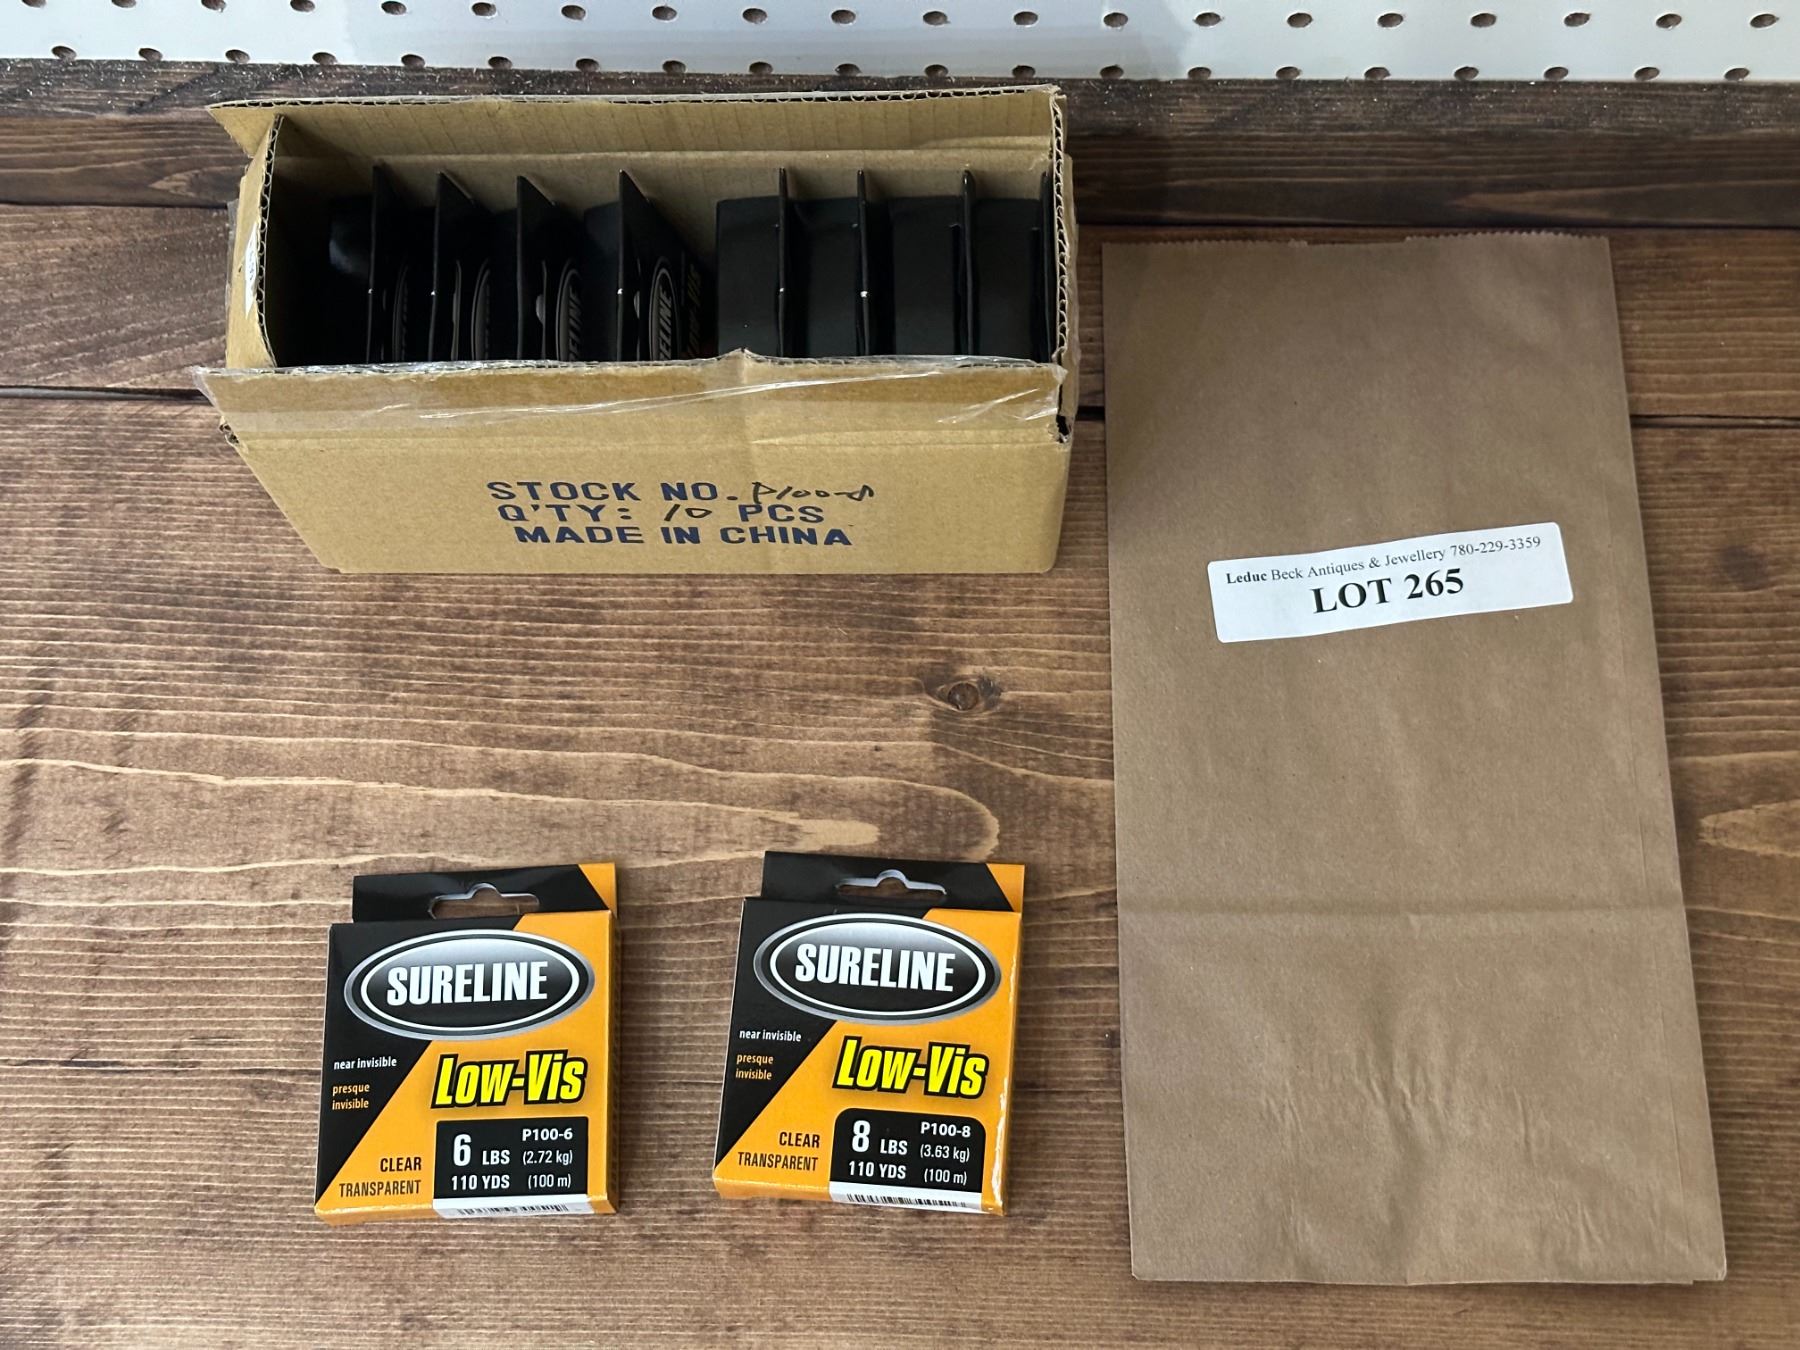 STOCK NO. P100-8
Q'TY: 10 PCS
MADE IN CHINA
Leduc Beck Antiques & Jewellery 780-229-3359
LOT 265
SURELINE
near invisible
presque
invisible
Low-Vis
CLEAR
TRANSPARENT
6 LBS P100-6 (2.72 kg)
110 YDS (100 m)
SURELINE
near invisible
presque
invisible
Low-Vis
CLEAR
TRANSPARENT
8 LBS P100-8 (3.63 kg)
110 YDS (100 m)